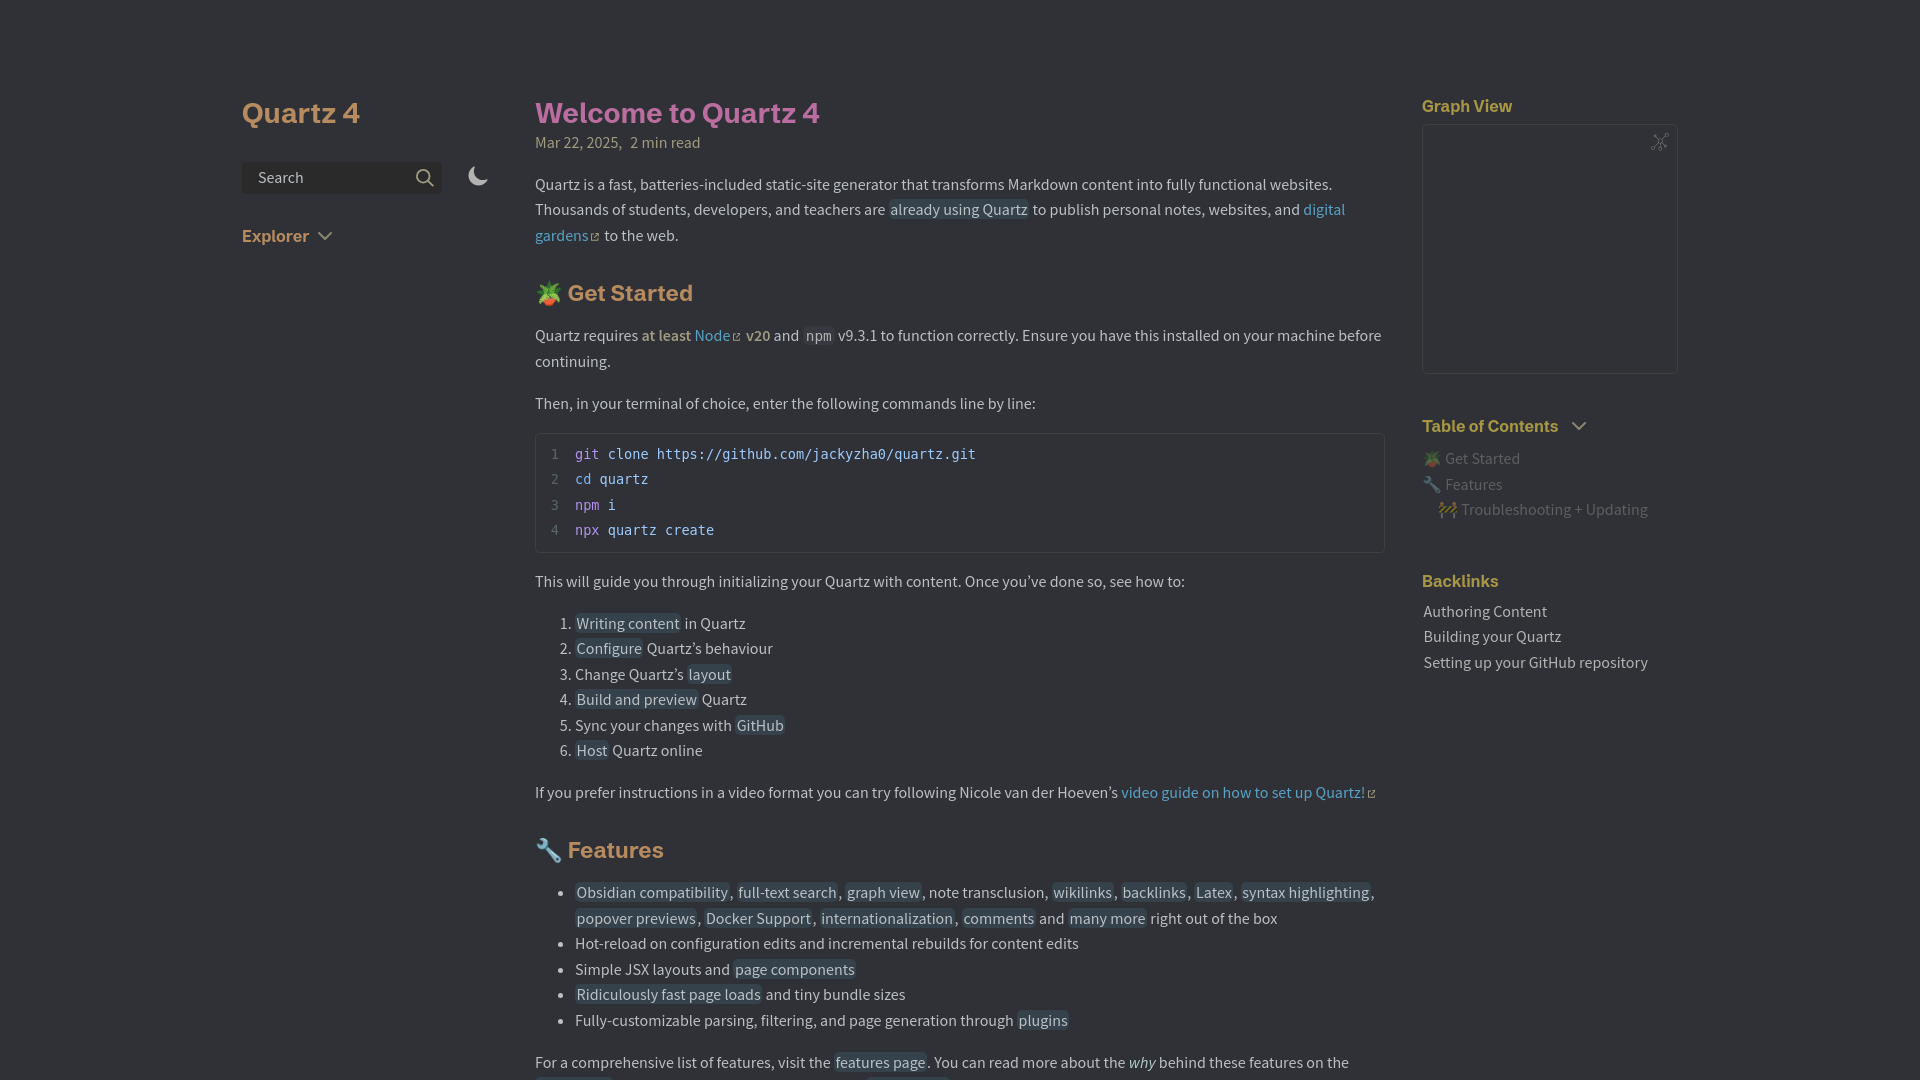 Quartz 4
Search
Explorer
Welcome to Quartz 4
Mar 22, 2025, 2 min read
Quartz is a fast, batteries-included static-site generator that transforms Markdown content into fully functional websites.
Thousands of students, developers, and teachers are already using Quartz to publish personal notes, websites, and digital
gardens to the web.
🪴 Get Started
Quartz requires at least Node v20 and npm v9.3.1 to function correctly. Ensure you have this installed on your machine before
continuing.
Then, in your terminal of choice, enter the following commands line by line:
1 git clone https://github.com/jackyzha0/quartz.git
2 cd quartz
3 npm i
4 npx quartz create
This will guide you through initializing your Quartz with content. Once you’ve done so, see how to:
1. Writing content in Quartz
2. Configure Quartz’s behaviour
3. Change Quartz’s layout
4. Build and preview Quartz
5. Sync your changes with GitHub
6. Host Quartz online
If you prefer instructions in a video format you can try following Nicole van der Hoeven’s video guide on how to set up Quartz!
🔧 Features
• Obsidian compatibility, full-text search, graph view, note transclusion, wikilinks, backlinks, Latex, syntax highlighting,
popover previews, Docker Support, internationalization, comments and many more right out of the box
• Hot-reload on configuration edits and incremental rebuilds for content edits
• Simple JSX layouts and page components
• Ridiculously fast page loads and tiny bundle sizes
• Fully-customizable parsing, filtering, and page generation through plugins
For a comprehensive list of features, visit the features page. You can read more about the why behind these features on the
Graph View
Table of Contents
🪴 Get Started
🔧 Features
🚧 Troubleshooting + Updating
Backlinks
Authoring Content
Building your Quartz
Setting up your GitHub repository